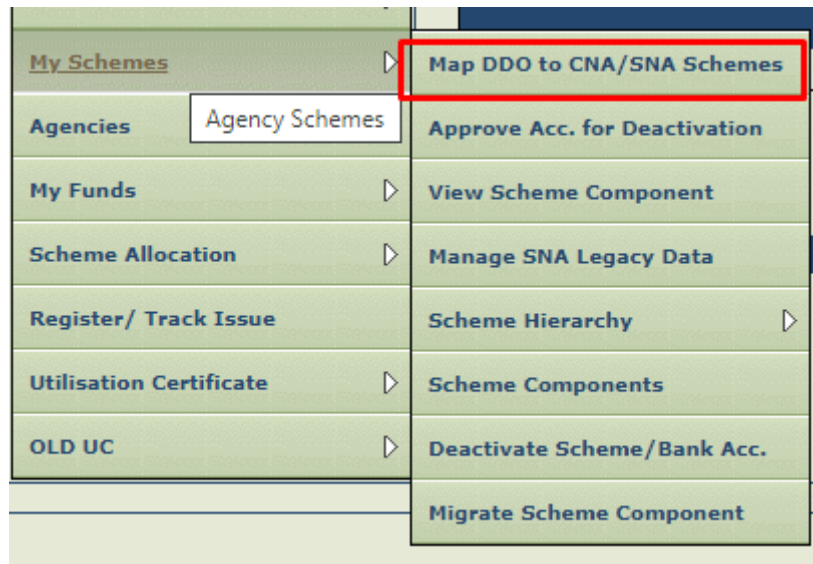 My Schemes
Agency Schemes
Agencies
My Funds
Scheme Allocation
Register/ Track Issue
Utilisation Certificate
OLD UC
Map DDO to CNA/SNA Schemes
Approve Acc. for Deactivation
View Scheme Component
Manage SNA Legacy Data
Scheme Hierarchy
Scheme Components
Deactivate Scheme/Bank Acc.
Migrate Scheme Component